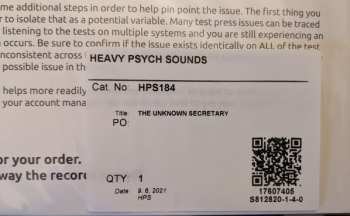 me additional steps in order to help pin point the issue. The first thing you
to isolate that as a potential variable. Many test press issues can be traced
listening to the tests on multiple systems and you are still experiencing an
occurs. Be sure to confirm if the issue exists identically on ALL of the test
inconsistent across
possible issue in th
HEAVY PSYCH SOUNDS
Cat. No: HPS184
helps more readily
your account mana
Title: THE UNKNOWN SECRETARY
PO:
or your order.
way the recor
QTY: 1
Date: 9. 6. 2021
HPS
17607405
S812820-1-4-0